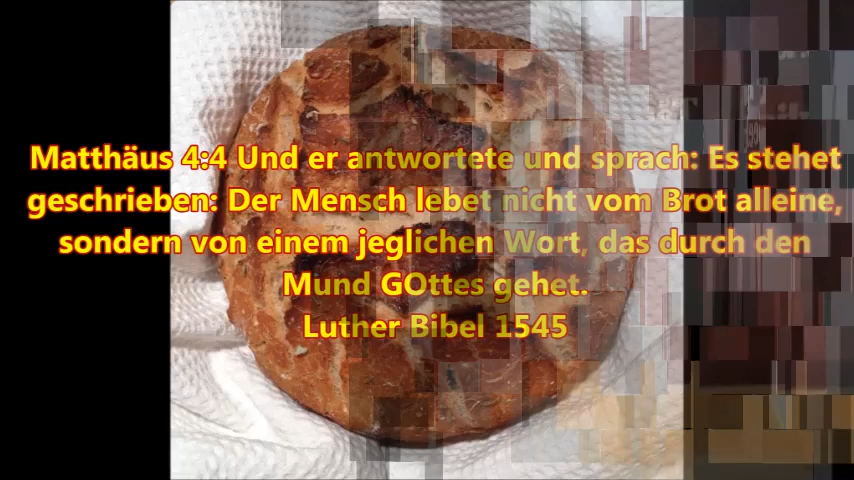 Matthäus 4:4 Und er antwortete und sprach: Es stehet
geschrieben: Der Mensch lebet nicht vom Brot alleine,
sondern von einem jeglichen Wort, das durch den
Mund GOttes gehet.
Luther Bibel 1545